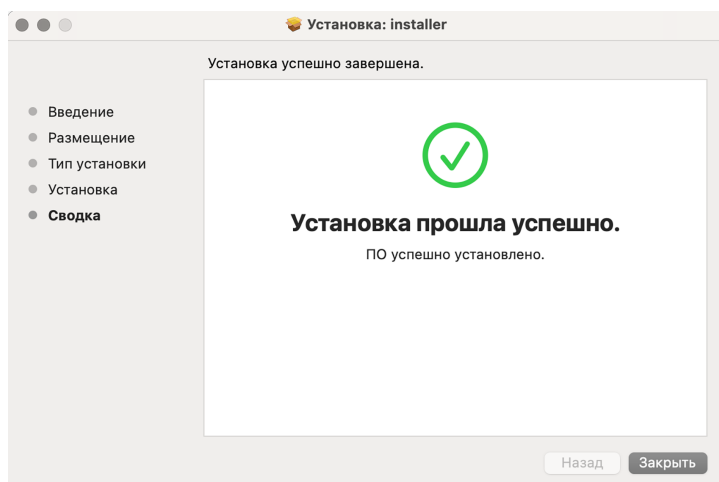 Установка: installer
Установка успешно завершена.
Введение
Размещение
Тип установки
Установка
Сводка
Установка прошла успешно.
ПО успешно установлено.
Назад
Закрыть